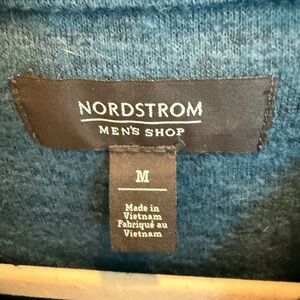 NORDSTROM
MEN'S SHOP
M
Made in
Vietnam
Fabriqué au
Vietnam